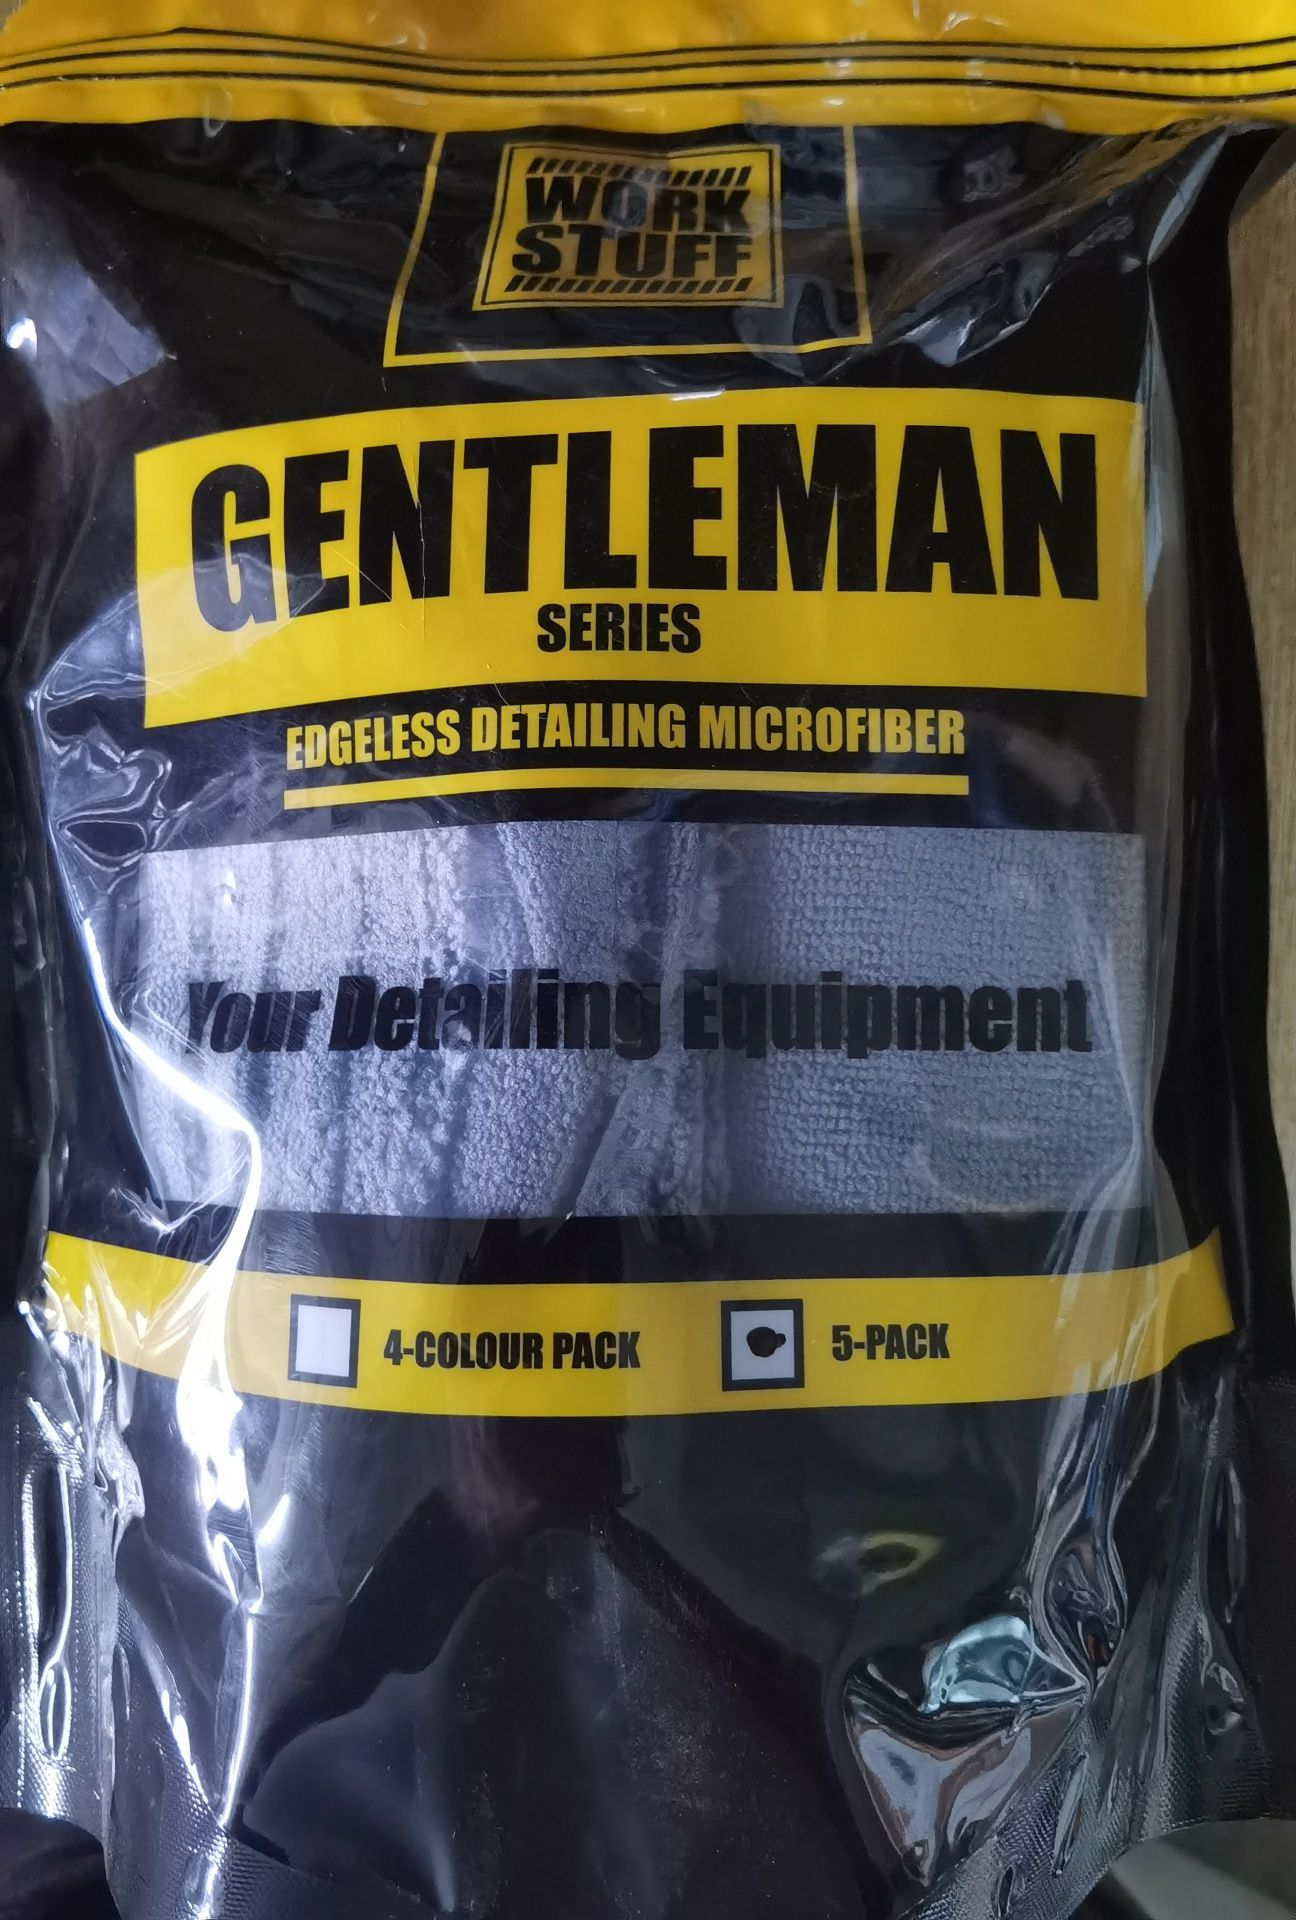 WORK
STUFF
GENTLEMAN
SERIES
EDGELESS DETAILING MICROFIBER
Your Detailing Equipment
4-COLOUR PACK 5-PACK